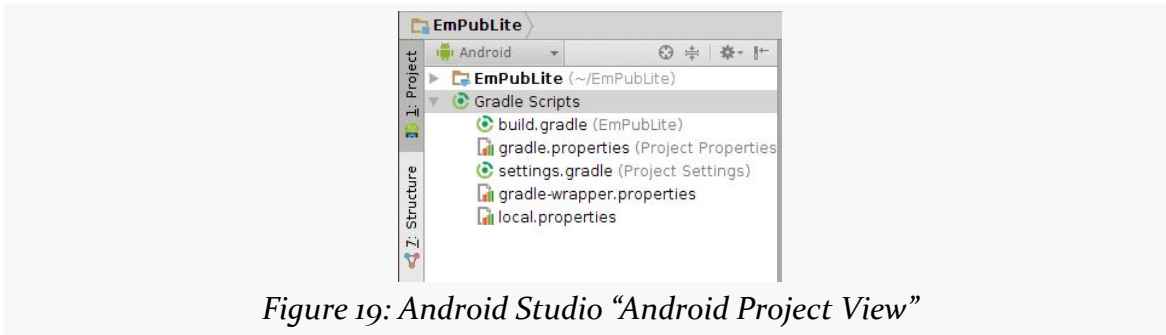 EmPubLite
1: Project
7: Structure
Android
EmPubLite (~/EmPubLite)
Gradle Scripts
build.gradle (EmPubLite)
gradle.properties (Project Properties
settings.gradle (Project Settings)
gradle-wrapper.properties
local.properties
Figure 19: Android Studio “Android Project View”